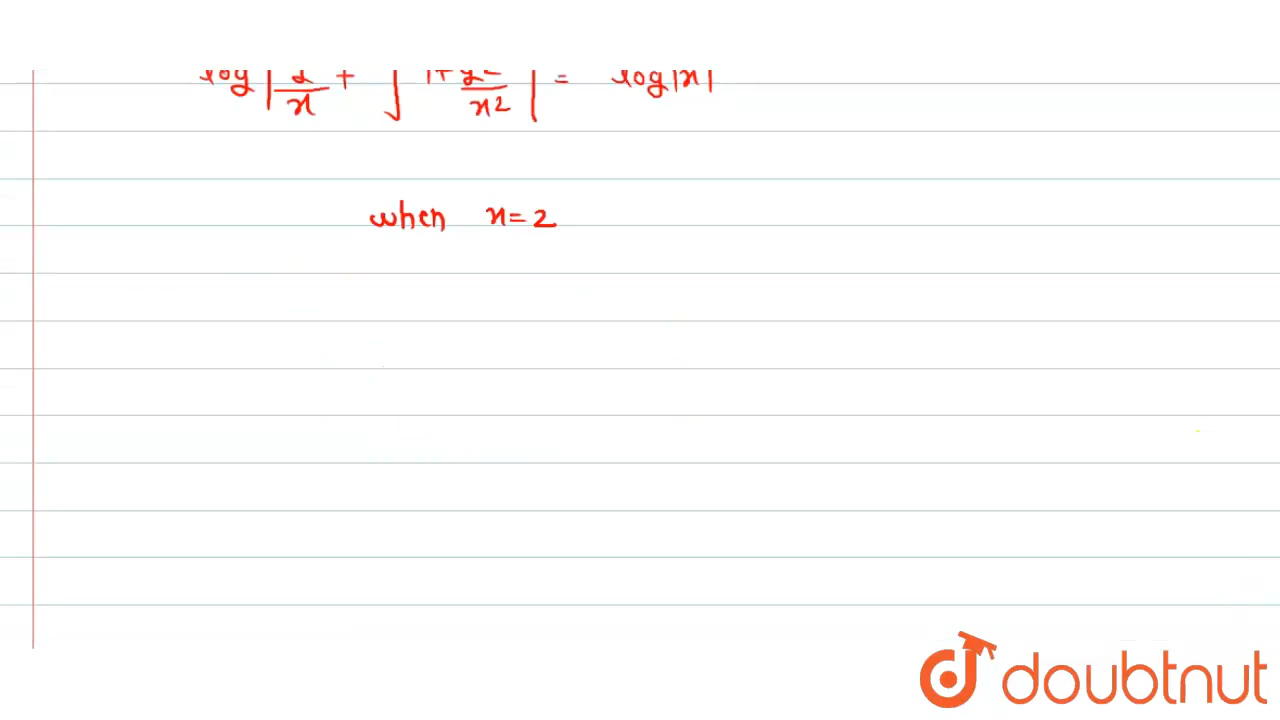 log |y/x + √1+y²/x²| = log|x|
when x=2
doubtnut